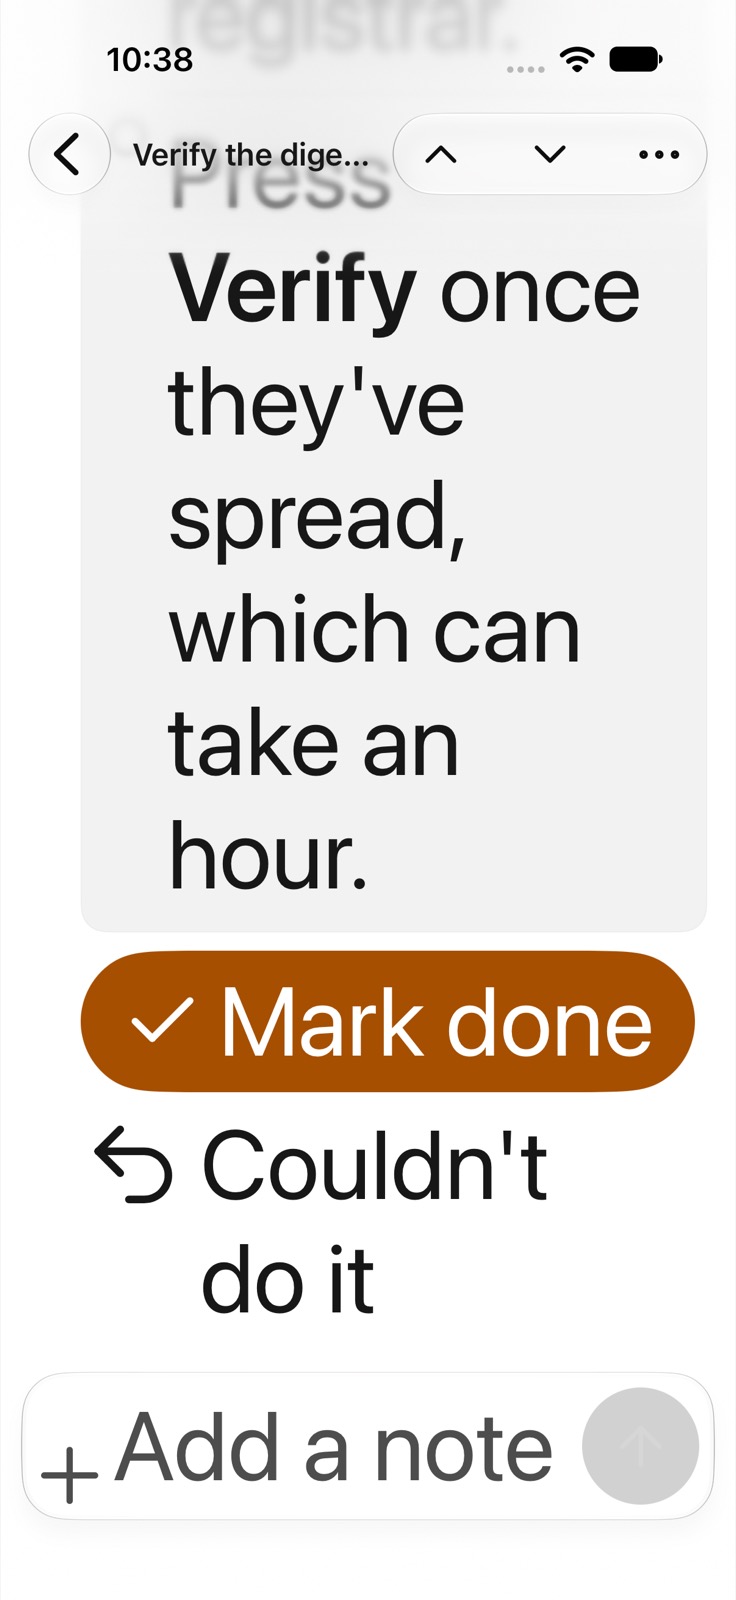 registrar.
10:38
Verify the dige...
Press
Verify once
they've
spread,
which can
take an
hour.
Mark done
Couldn't
do it
Add a note